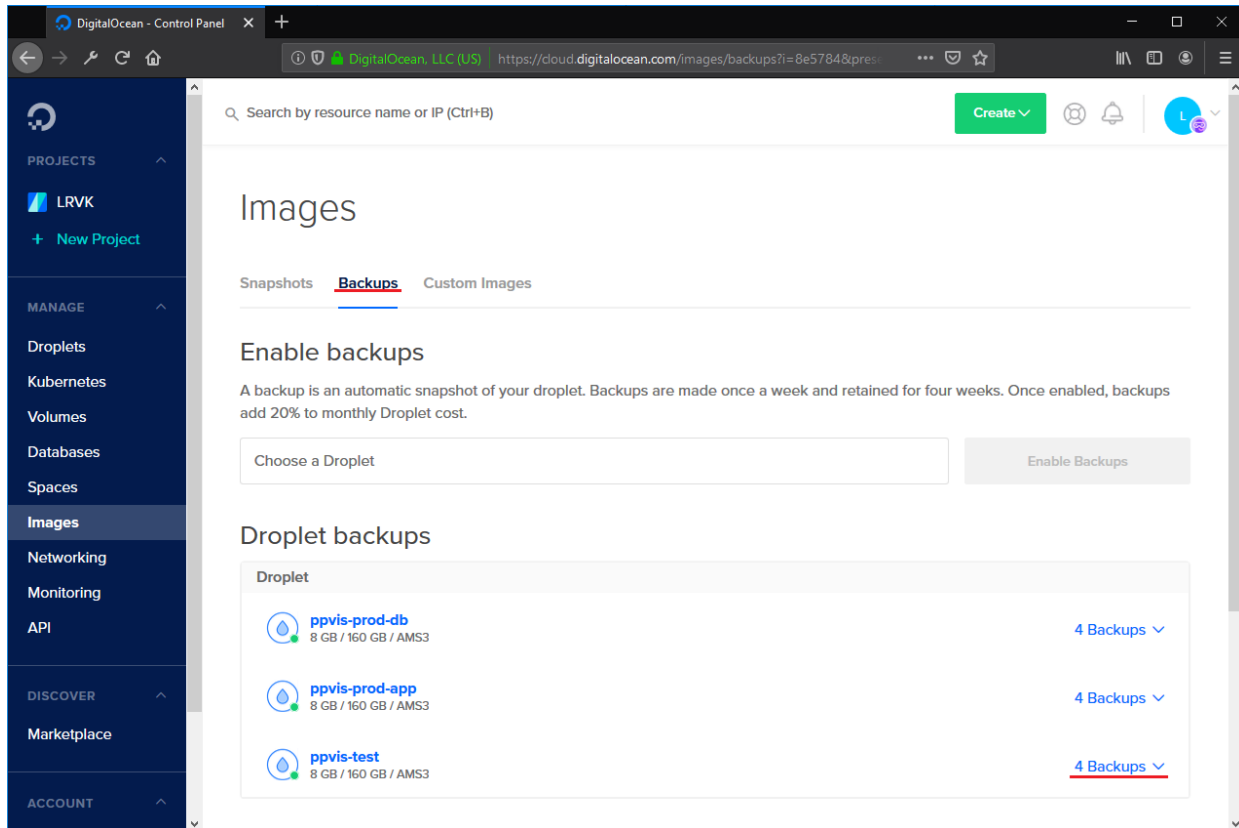 DigitalOcean - Control Panel
DigitalOcean, LLC (US)
https://cloud.digitalocean.com/images/backups?i=8e5784&prese
Search by resource name or IP (Ctrl+B)
Create
L
PROJECTS
LRVK
+ New Project
MANAGE
Droplets
Kubernetes
Volumes
Databases
Spaces
Images
Networking
Monitoring
API
DISCOVER
Marketplace
ACCOUNT
Images
Snapshots Backups Custom Images
Enable backups
A backup is an automatic snapshot of your droplet. Backups are made once a week and retained for four weeks. Once enabled, backups
add 20% to monthly Droplet cost.
Choose a Droplet
Enable Backups
Droplet backups
Droplet
ppvis-prod-db
8 GB / 160 GB / AMS3
4 Backups
ppvis-prod-app
8 GB / 160 GB / AMS3
4 Backups
ppvis-test
8 GB / 160 GB / AMS3
4 Backups